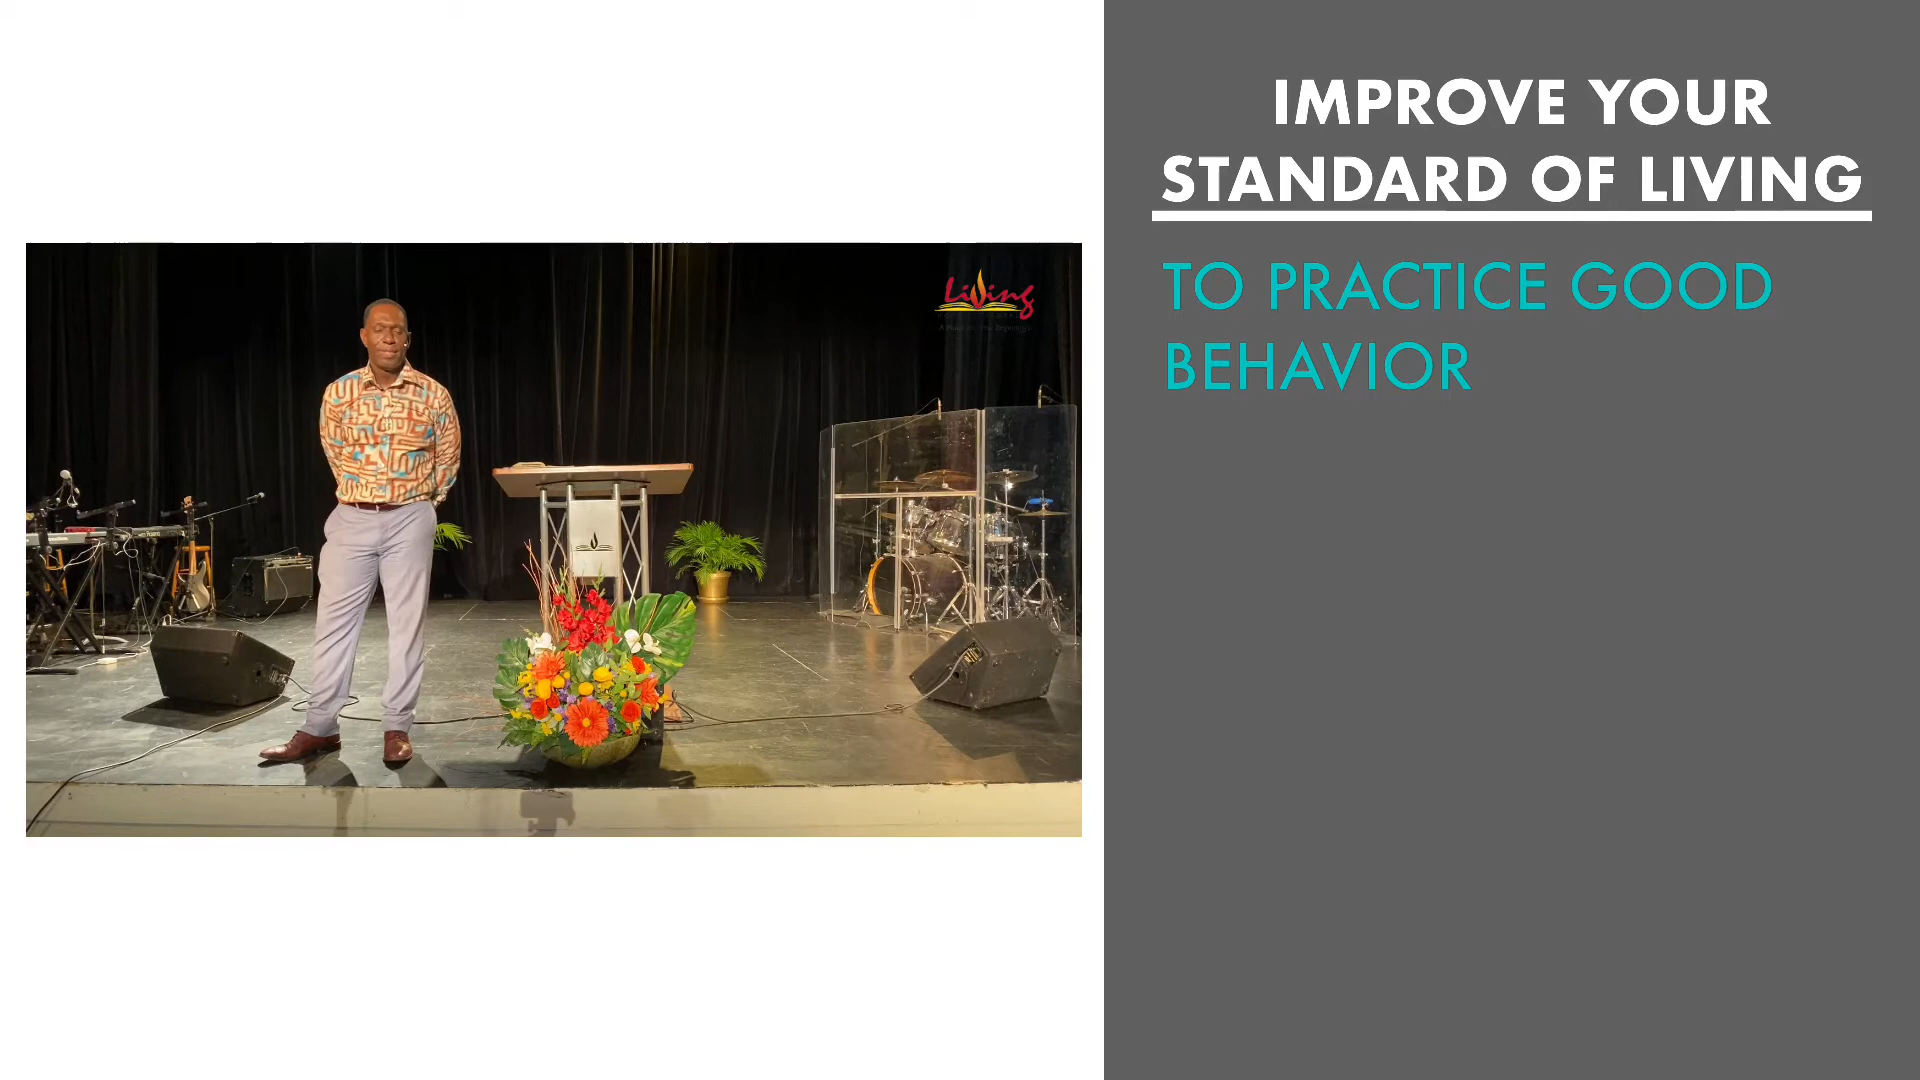 IMPROVE YOUR
STANDARD OF LIVING
TO PRACTICE GOOD
BEHAVIOR
Living